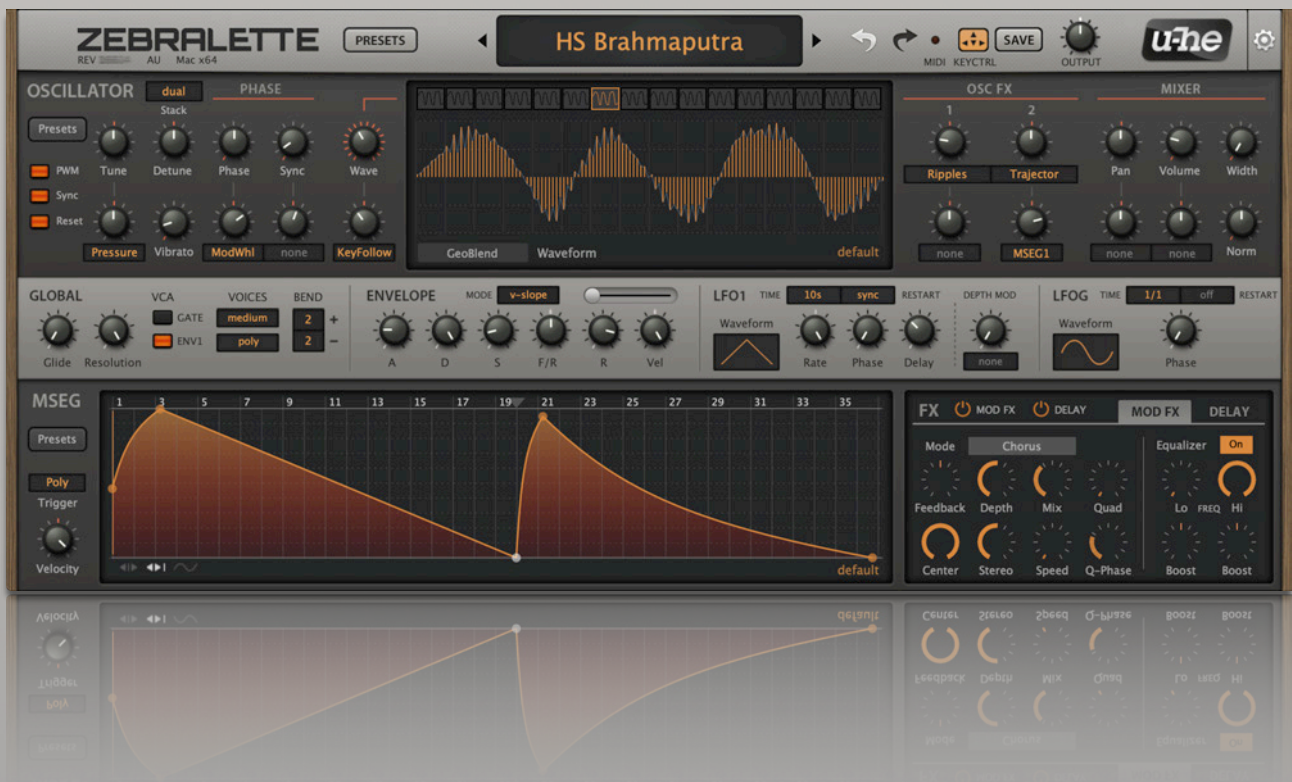 ZEBRALETTE PRESETS HS Brahmaputra SAVE u-he
REV AU Mac x64 MIDI KEYCTRL OUTPUT
OSCILLATOR dual PHASE OSC FX MIXER
Stack 1 2
Presets
PWM Tune Detune Phase Sync Wave Ripples Trajector Pan Volume Width
Sync
Reset
Pressure Vibrato ModWhl none KeyFollow GeoBlend Waveform default none MSEG1 none none Norm
GLOBAL VCA VOICES BEND ENVELOPE MODE v-slope LFO1 TIME 10s sync RESTART DEPTH MOD LFOG TIME 1/1 off RESTART
GATE medium 2 + Waveform Waveform
ENV1 poly 2 −
Glide Resolution A D S F/R R Vel Rate Phase Delay none Phase
MSEG 1 3 5 7 9 11 13 15 17 19 21 23 25 27 29 31 33 35 FX MOD FX DELAY MOD FX DELAY
Presets Mode Chorus Equalizer On
Poly
Trigger Feedback Depth Mix Quad Lo FREQ Hi
Velocity default Center Stereo Speed Q-Phase Boost Boost